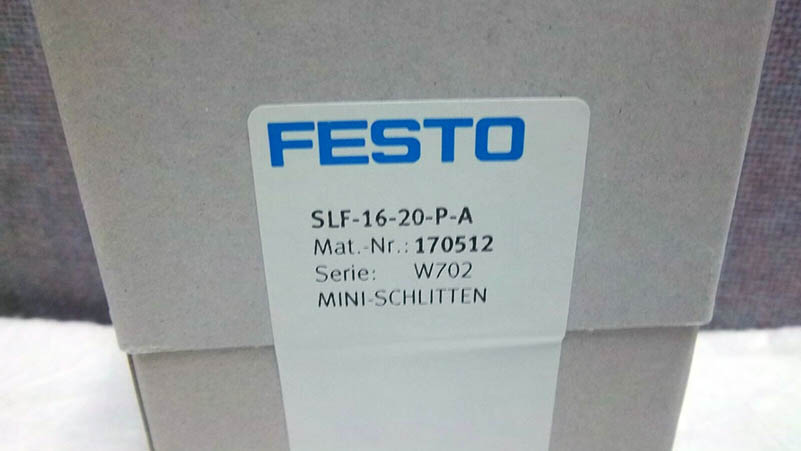 FESTO
SLF-16-20-P-A
Mat.-Nr.: 170512
Serie: W702
MINI-SCHLITTEN